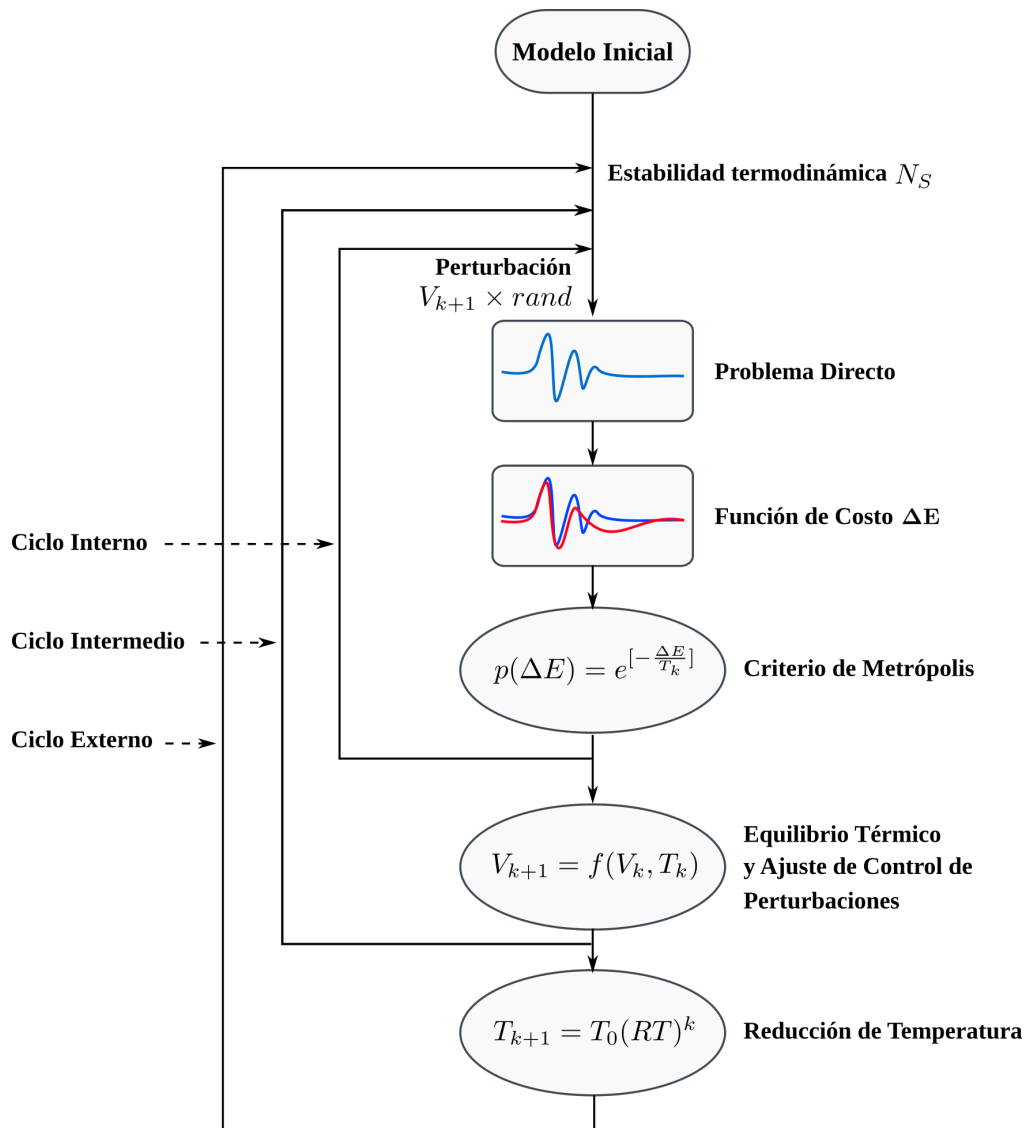 Modelo Inicial
Estabilidad termodinámica $N_S$
Perturbación
$V_{k+1} \times rand$
Problema Directo
Función de Costo $\Delta E$
Ciclo Interno
Ciclo Intermedio
$p(\Delta E) = e^{[-\frac{\Delta E}{T_k}]}$
Criterio de Metrópolis
Ciclo Externo
$V_{k+1} = f(V_k, T_k)$
Equilibrio Térmico
y Ajuste de Control de
Perturbaciones
$T_{k+1} = T_0(RT)^k$
Reducción de Temperatura